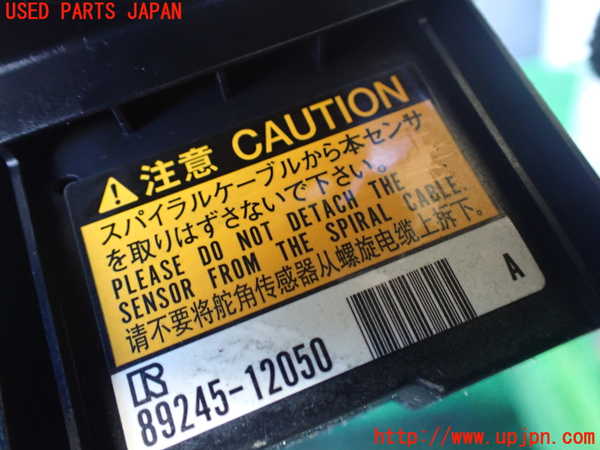 USED PARTS JAPAN
注意 CAUTION
スパイラルケーブルから本センサ
を取りはずさないで下さい。
PLEASE DO NOT DETACH THE
SENSOR FROM THE SPIRAL CABLE.
请不要将舵角传感器从螺旋电缆上拆下。
A
89245-12050
http://www.upjpn.com/